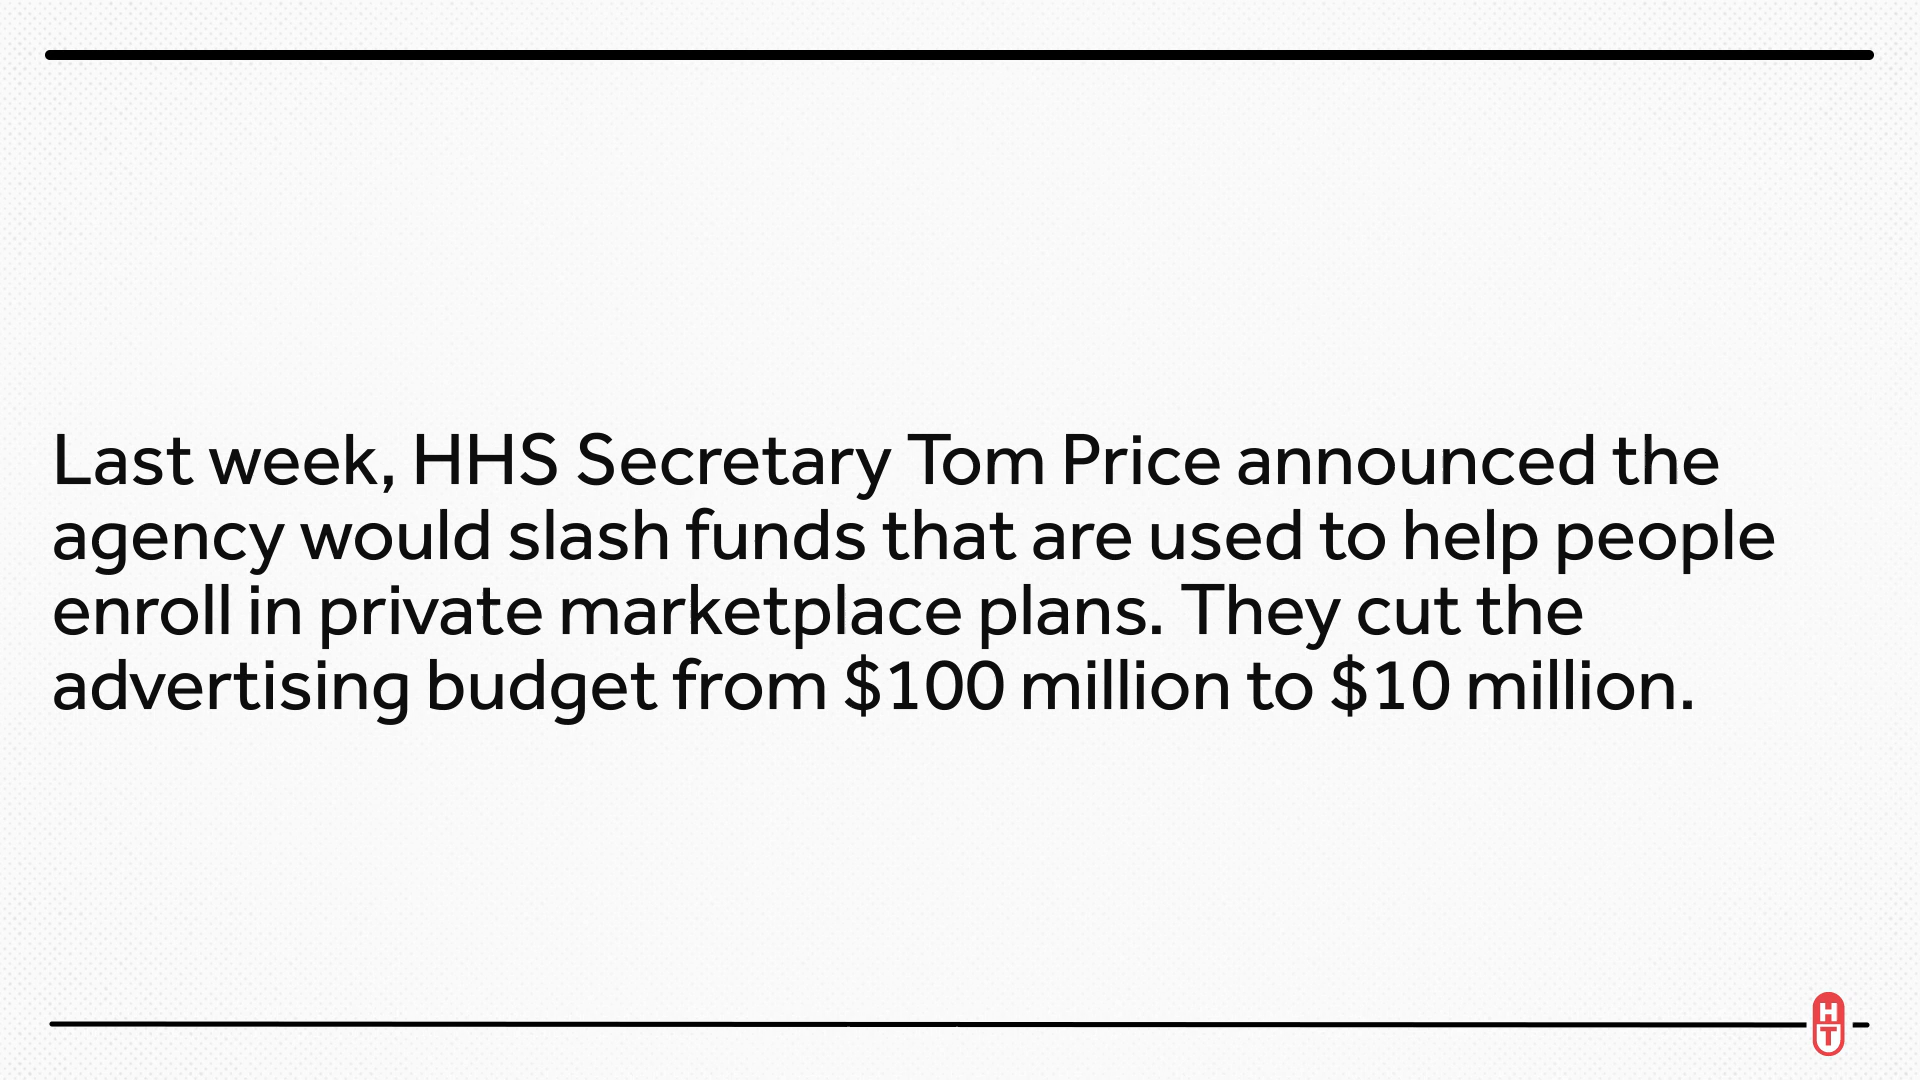 Last week, HHS Secretary Tom Price announced the
agency would slash funds that are used to help people
enroll in private marketplace plans. They cut the
advertising budget from $100 million to $10 million.
H
T